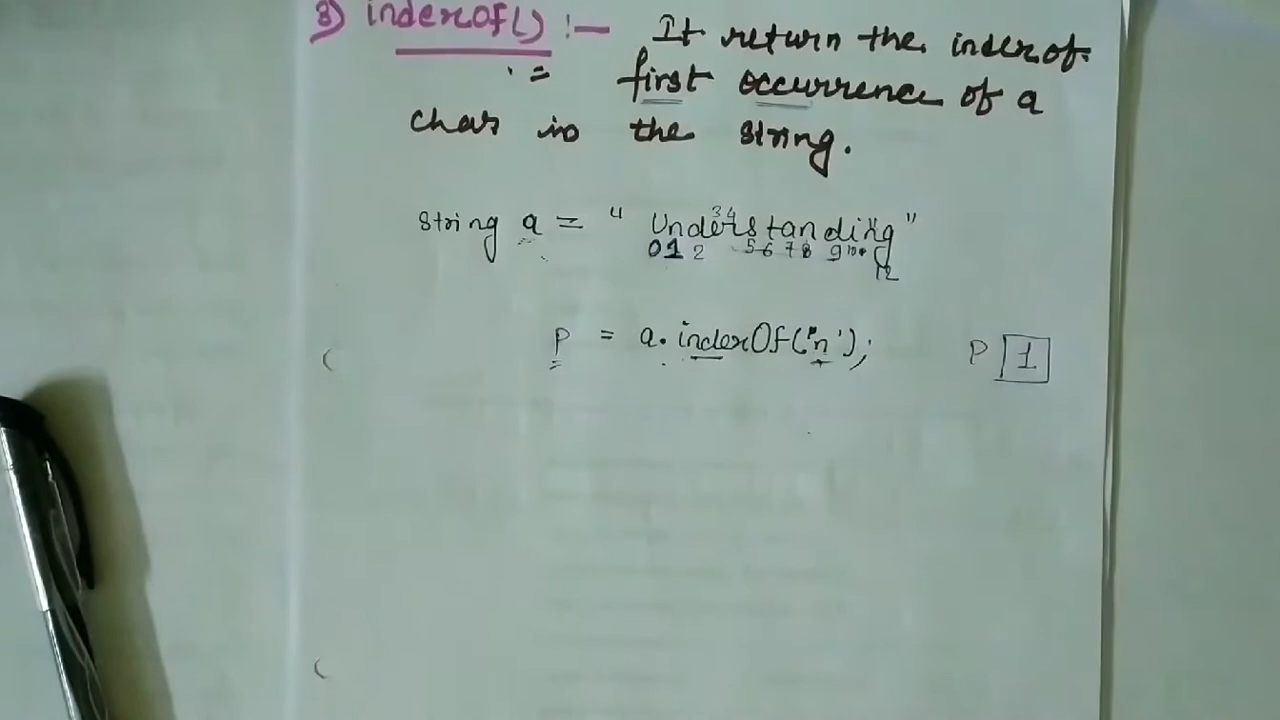 3) indexOf() :- It return the index of
first occurrence of a
char in the string.
String a = " Understanding "
3 4 11
0 1 2 5 6 7 8 9 10 12
P = a. indexOf('n'); P 1